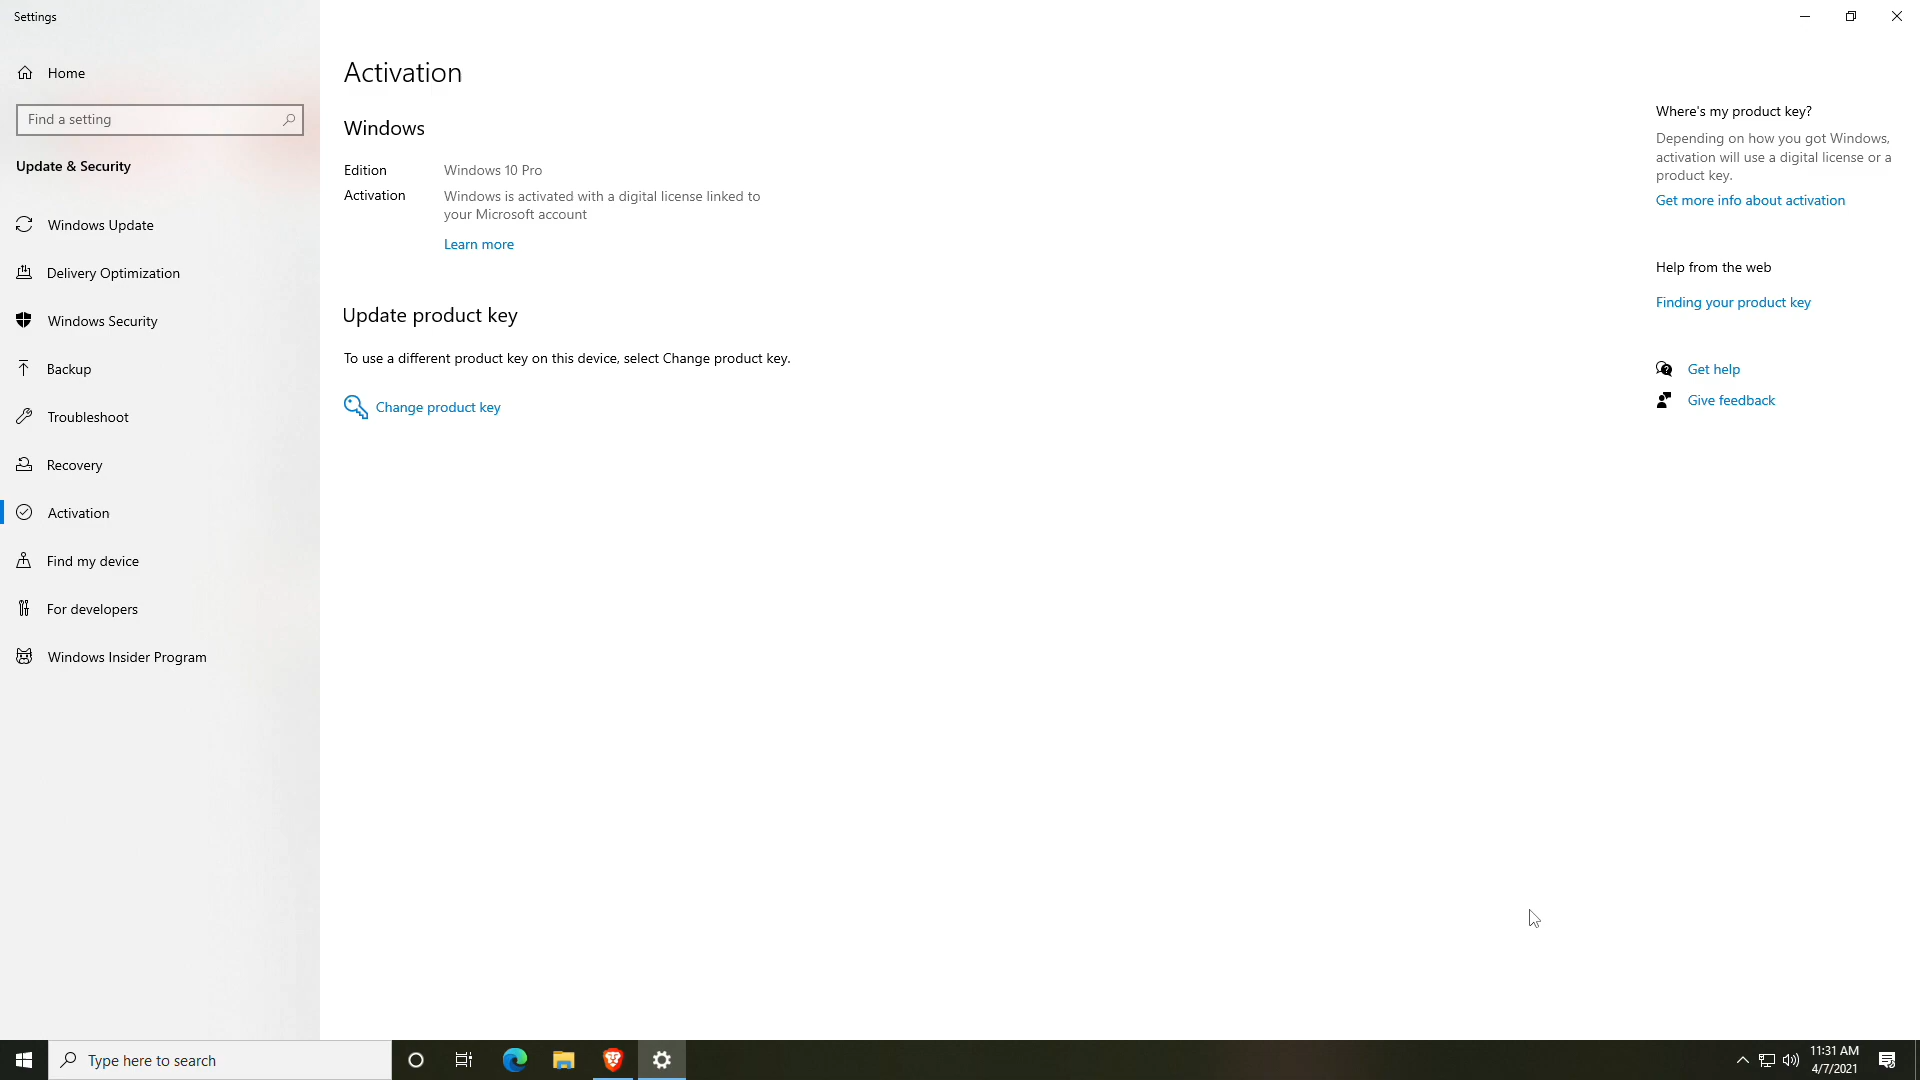 Settings
Home
Find a setting
Update & Security
Windows Update
Delivery Optimization
Windows Security
Backup
Troubleshoot
Recovery
Activation
Find my device
For developers
Windows Insider Program
Activation
Windows
Edition Windows 10 Pro
Activation Windows is activated with a digital license linked to
your Microsoft account
Learn more
Update product key
To use a different product key on this device, select Change product key.
Change product key
Where's my product key?
Depending on how you got Windows,
activation will use a digital license or a
product key.
Get more info about activation
Help from the web
Finding your product key
Get help
Give feedback
Type here to search
11:31 AM
4/7/2021